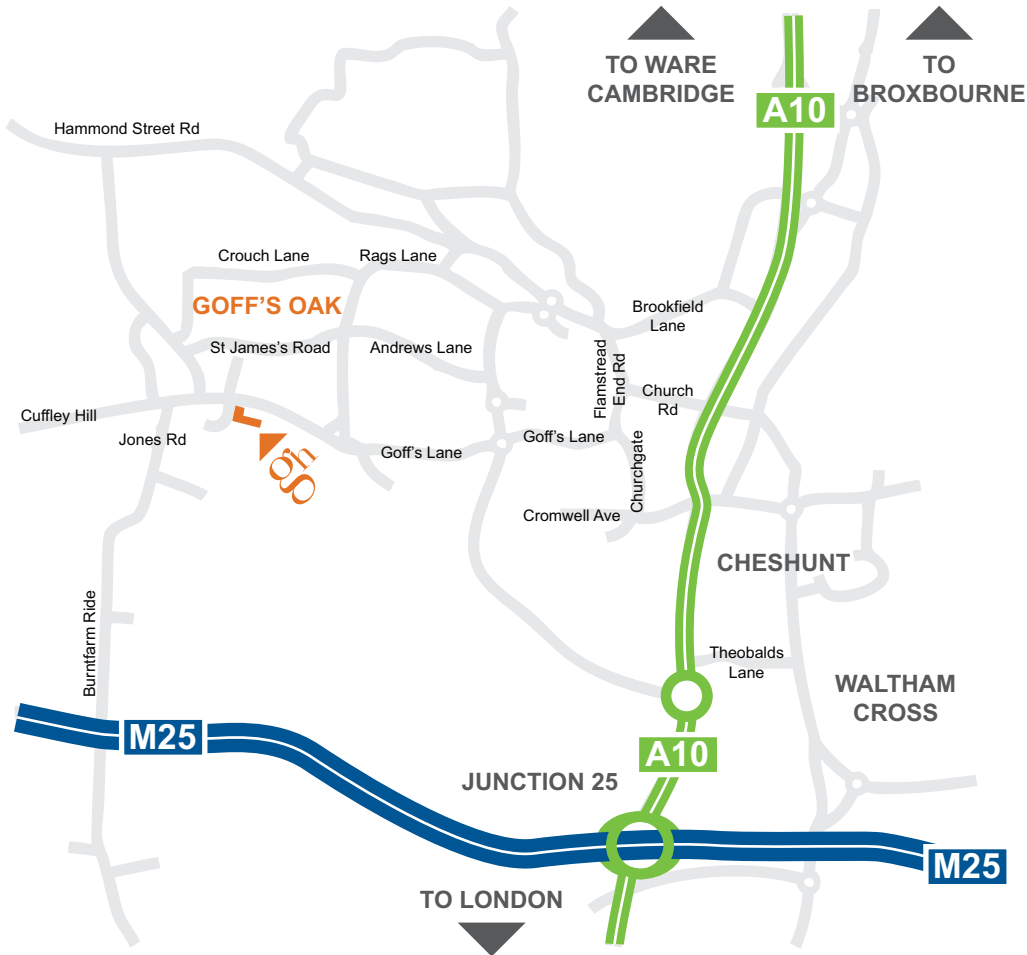 TO WARE
CAMBRIDGE
TO
BROXBOURNE
A10
Hammond Street Rd
Crouch Lane
Rags Lane
GOFF'S OAK
Brookfield
Lane
St James's Road
Andrews Lane
Flamstread
End Rd
Church
Rd
Cuffley Hill
Jones Rd
Goff's Lane
Goff's Lane
gh
Churchgate
Cromwell Ave
CHESHUNT
Burntfarm Ride
Theobalds
Lane
WALTHAM
CROSS
M25
A10
JUNCTION 25
M25
TO LONDON